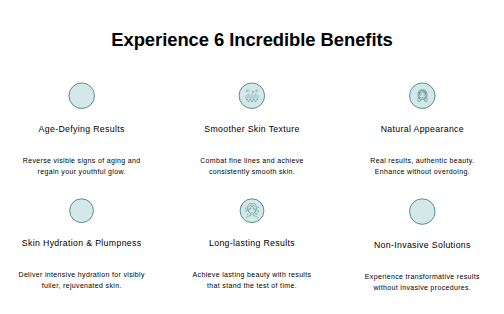 Experience 6 Incredible Benefits
Age-Defying Results
Reverse visible signs of aging and
regain your youthful glow.
Smoother Skin Texture
Combat fine lines and achieve
consistently smooth skin.
Natural Appearance
Real results, authentic beauty.
Enhance without overdoing.
Skin Hydration & Plumpness
Deliver intensive hydration for visibly
fuller, rejuvenated skin.
Long-lasting Results
Achieve lasting beauty with results
that stand the test of time.
Non-Invasive Solutions
Experience transformative results
without invasive procedures.